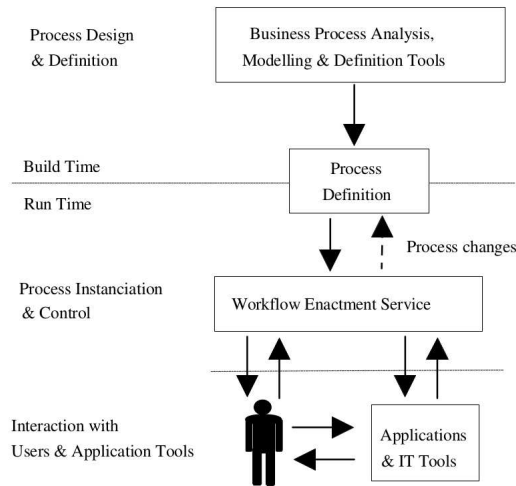 Process Design
& Definition
Business Process Analysis,
Modelling & Definition Tools
Build Time
Process
Definition
Run Time
Process changes
Process Instanciation
& Control
Workflow Enactment Service
Interaction with
Users & Application Tools
Applications
& IT Tools